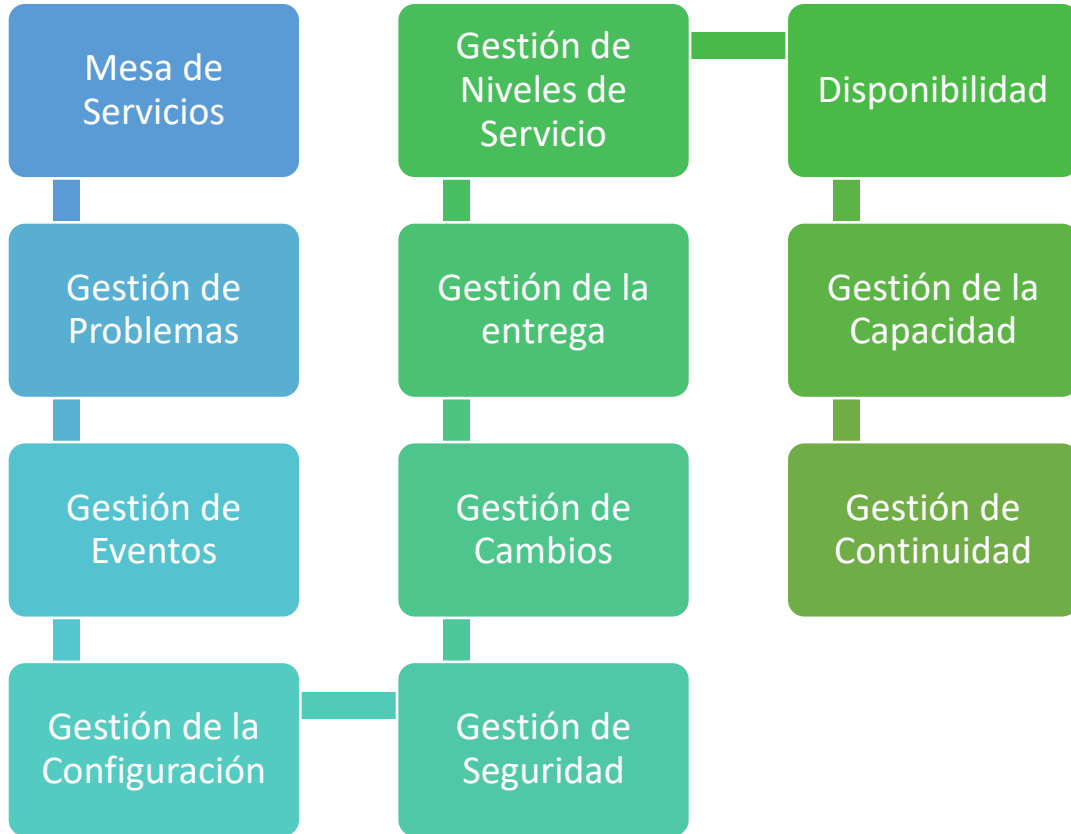 Mesa de
Servicios
Gestión de
Problemas
Gestión de
Eventos
Gestión de la
Configuración
Gestión de
Seguridad
Gestión de
Cambios
Gestión de la
entrega
Gestión de
Niveles de
Servicio
Disponibilidad
Gestión de la
Capacidad
Gestión de
Continuidad